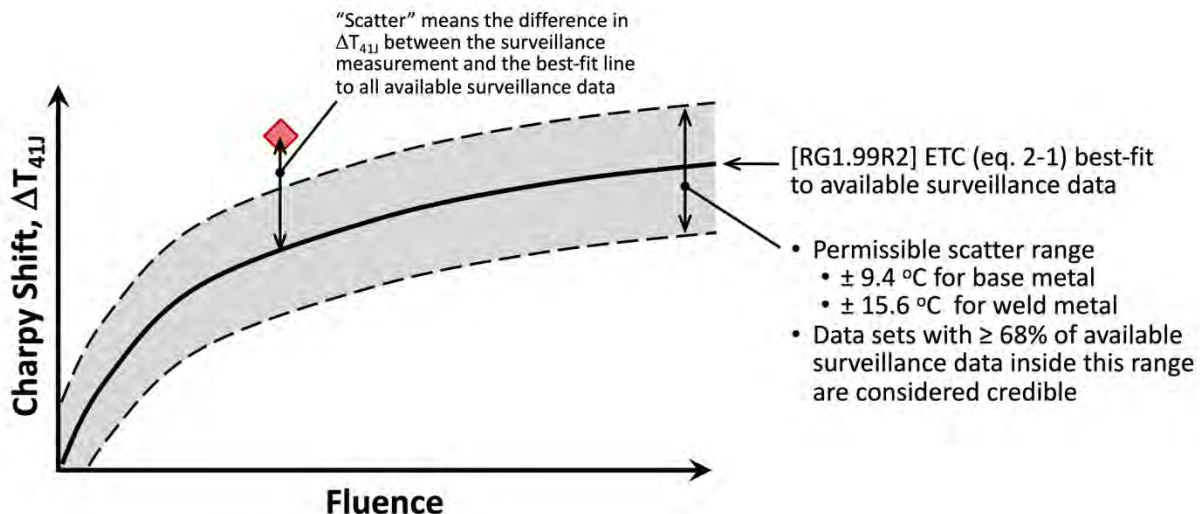 “Scatter” means the difference in
ΔT41J between the surveillance
measurement and the best-fit line
to all available surveillance data
Charpy Shift, ΔT41J
[RG1.99R2] ETC (eq. 2-1) best-fit
to available surveillance data
• Permissible scatter range
• ± 9.4 °C for base metal
• ± 15.6 °C for weld metal
• Data sets with ≥ 68% of available
surveillance data inside this range
are considered credible
Fluence